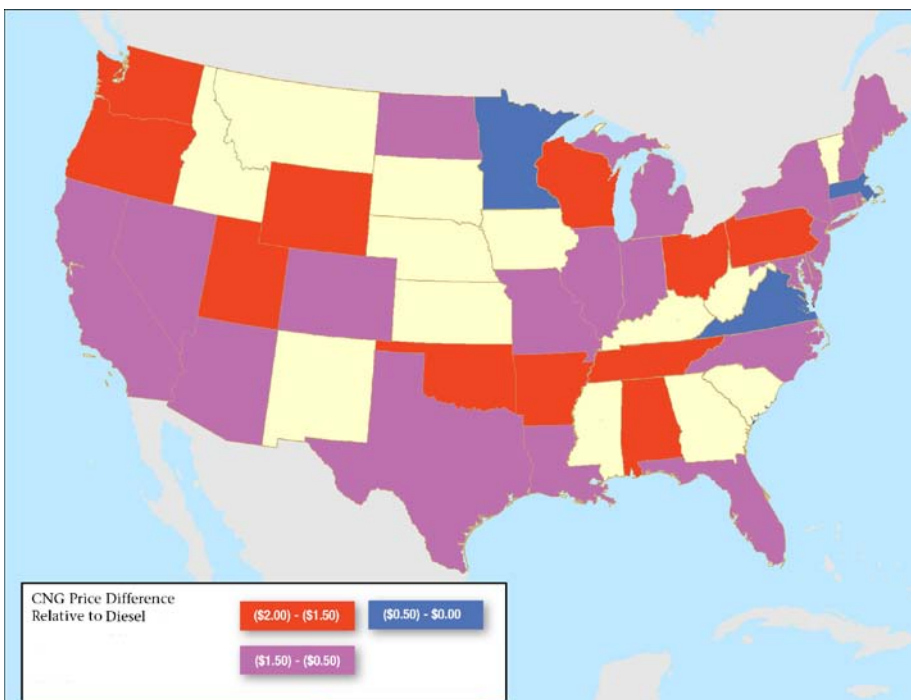 CNG Price Difference
Relative to Diesel
($2.00) - ($1.50)
($0.50) - $0.00
($1.50) - ($0.50)